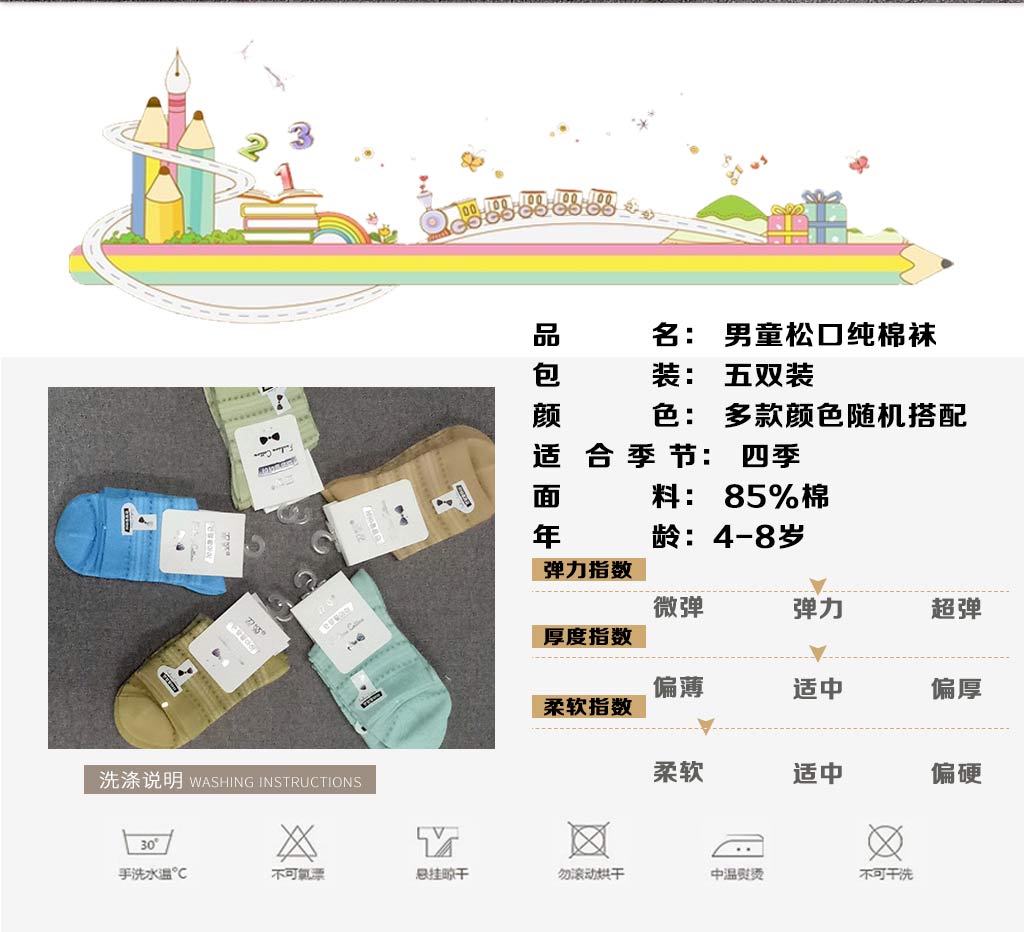 2
3
1
品 名： 男童松口纯棉袜
包 装： 五双装
颜 色： 多款颜色随机搭配
适 合 季 节： 四季
面 料： 85%棉
年 龄：4-8岁
弹力指数
微弹 弹力 超弹
厚度指数
偏薄 适中 偏厚
柔软指数
柔软 适中 偏硬
Fashion Cotton
洗涤说明 WASHING INSTRUCTIONS
30°
手洗水温°C 不可氯漂 悬挂晾干 勿滚动烘干 中温熨烫 不可干洗